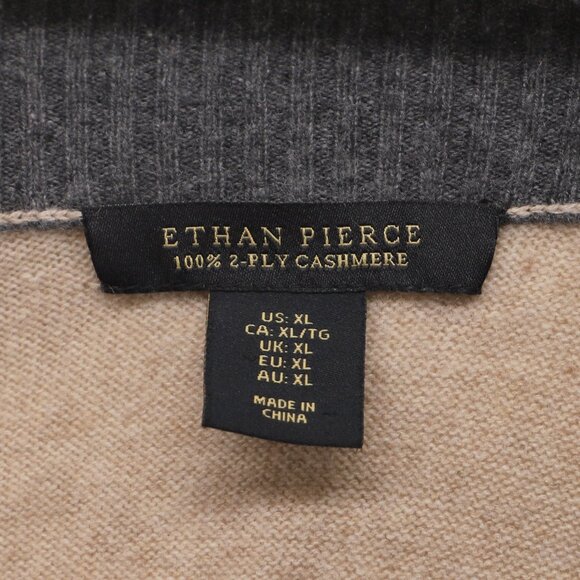 ETHAN PIERCE
100% 2-PLY CASHMERE
US: XL
CA: XL/TG
UK: XL
EU: XL
AU: XL
MADE IN
CHINA